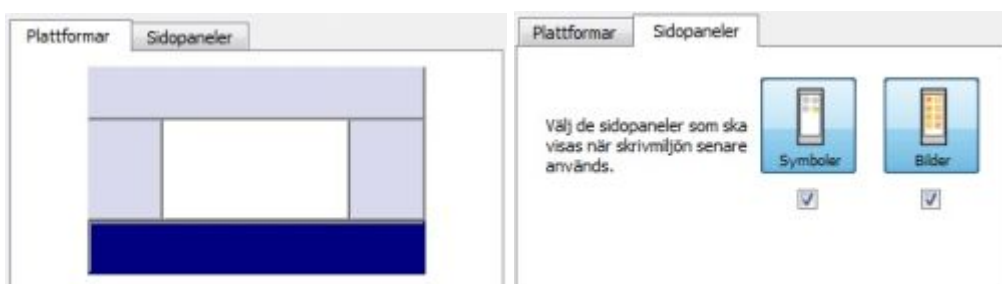 Plattformar
Sidopaneler
Plattformar
Sidopaneler
Välj de sidopaneler som ska
visas när skrivmiljön senare
används.
Symboler
Bilder